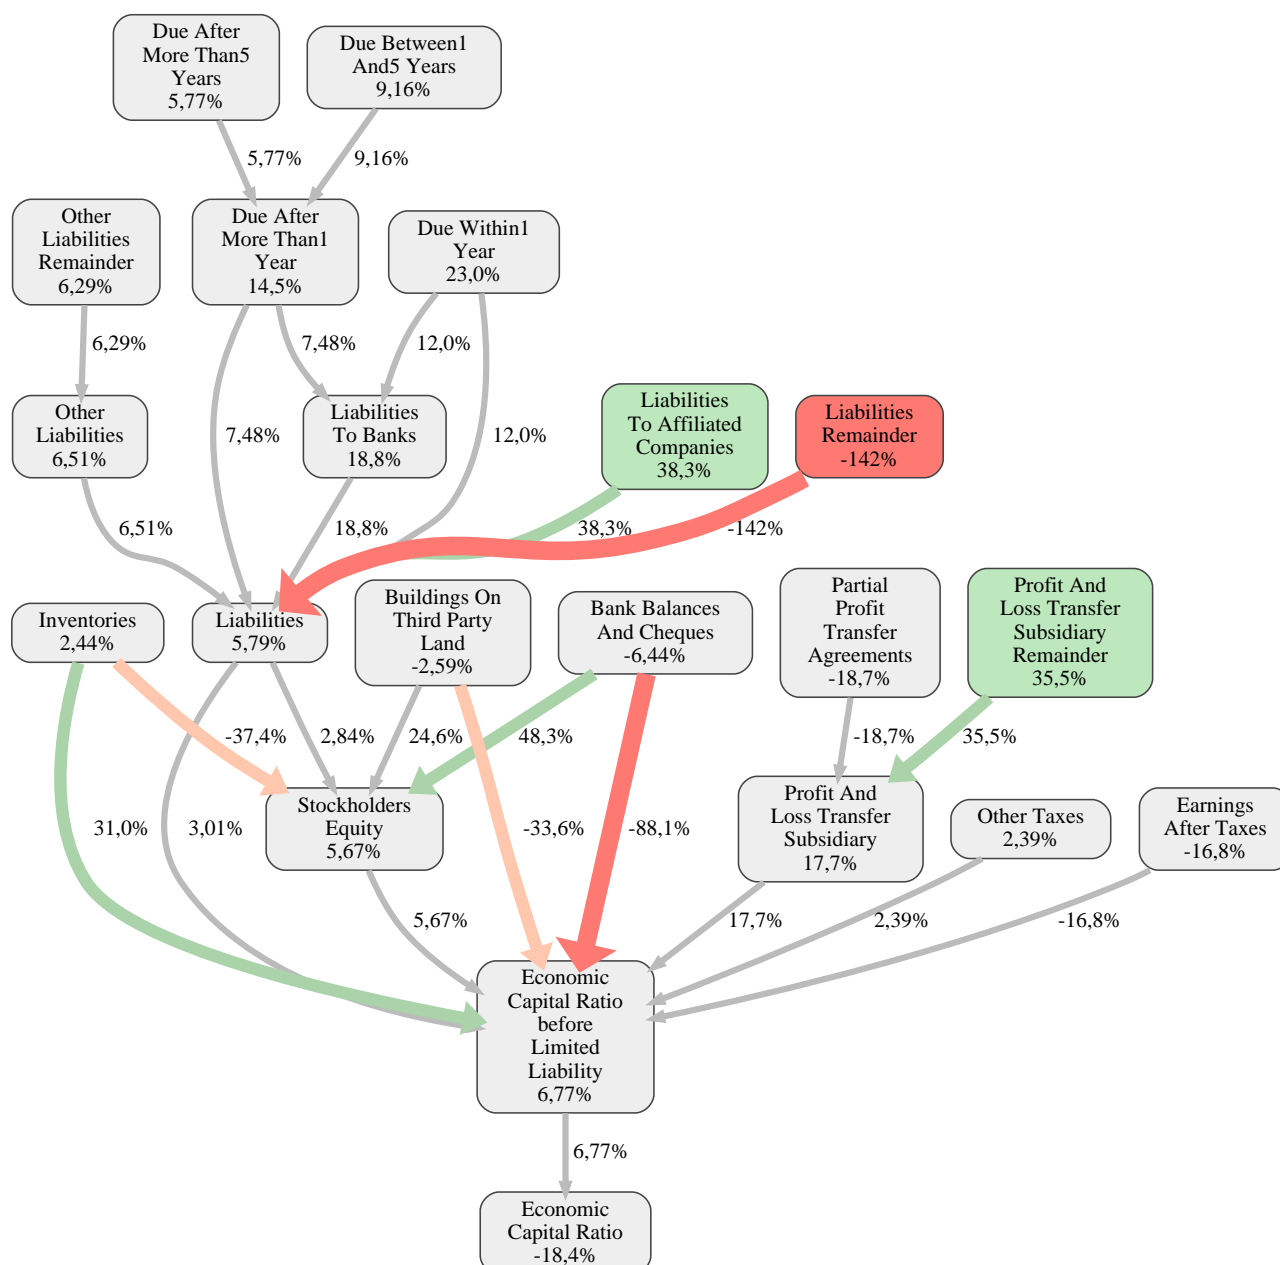 Due After
More Than5
Years
5,77%
Due Between1
And5 Years
9,16%
5,77%
9,16%
Other
Liabilities
Remainder
6,29%
Due After
More Than1
Year
14,5%
Due Within1
Year
23,0%
6,29%
7,48%
12,0%
Liabilities
To Affiliated
Companies
38,3%
Liabilities
Remainder
-142%
Other
Liabilities
6,51%
7,48%
Liabilities
To Banks
18,8%
12,0%
6,51%
18,8%
38,3%
-142%
Inventories
2,44%
Liabilities
5,79%
Buildings On
Third Party
Land
-2,59%
Bank Balances
And Cheques
-6,44%
Partial
Profit
Transfer
Agreements
-18,7%
Profit And
Loss Transfer
Subsidiary
Remainder
35,5%
-37,4%
2,84%
24,6%
48,3%
-18,7%
35,5%
31,0%
3,01%
Stockholders
Equity
5,67%
-33,6%
-88,1%
Profit And
Loss Transfer
Subsidiary
17,7%
Other Taxes
2,39%
Earnings
After Taxes
-16,8%
5,67%
17,7%
2,39%
-16,8%
Economic
Capital Ratio
before
Limited
Liability
6,77%
6,77%
Economic
Capital Ratio
-18,4%